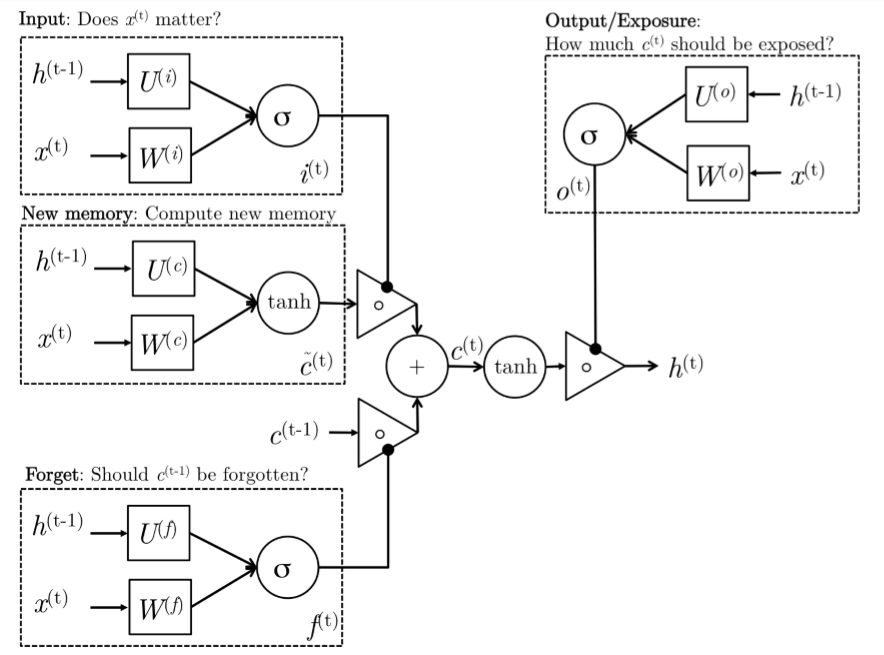 Input: Does x(t) matter?
h(t-1)
U(i)
σ
x(t)
W(i)
i(t)
New memory: Compute new memory
h(t-1)
U(c)
tanh
x(t)
W(c)
c̃(t)
c(t-1)
Forget: Should c(t-1) be forgotten?
h(t-1)
U(f)
σ
x(t)
W(f)
f(t)
+
c(t)
tanh
h(t)
Output/Exposure:
How much c(t) should be exposed?
U(o)
h(t-1)
σ
W(o)
x(t)
o(t)